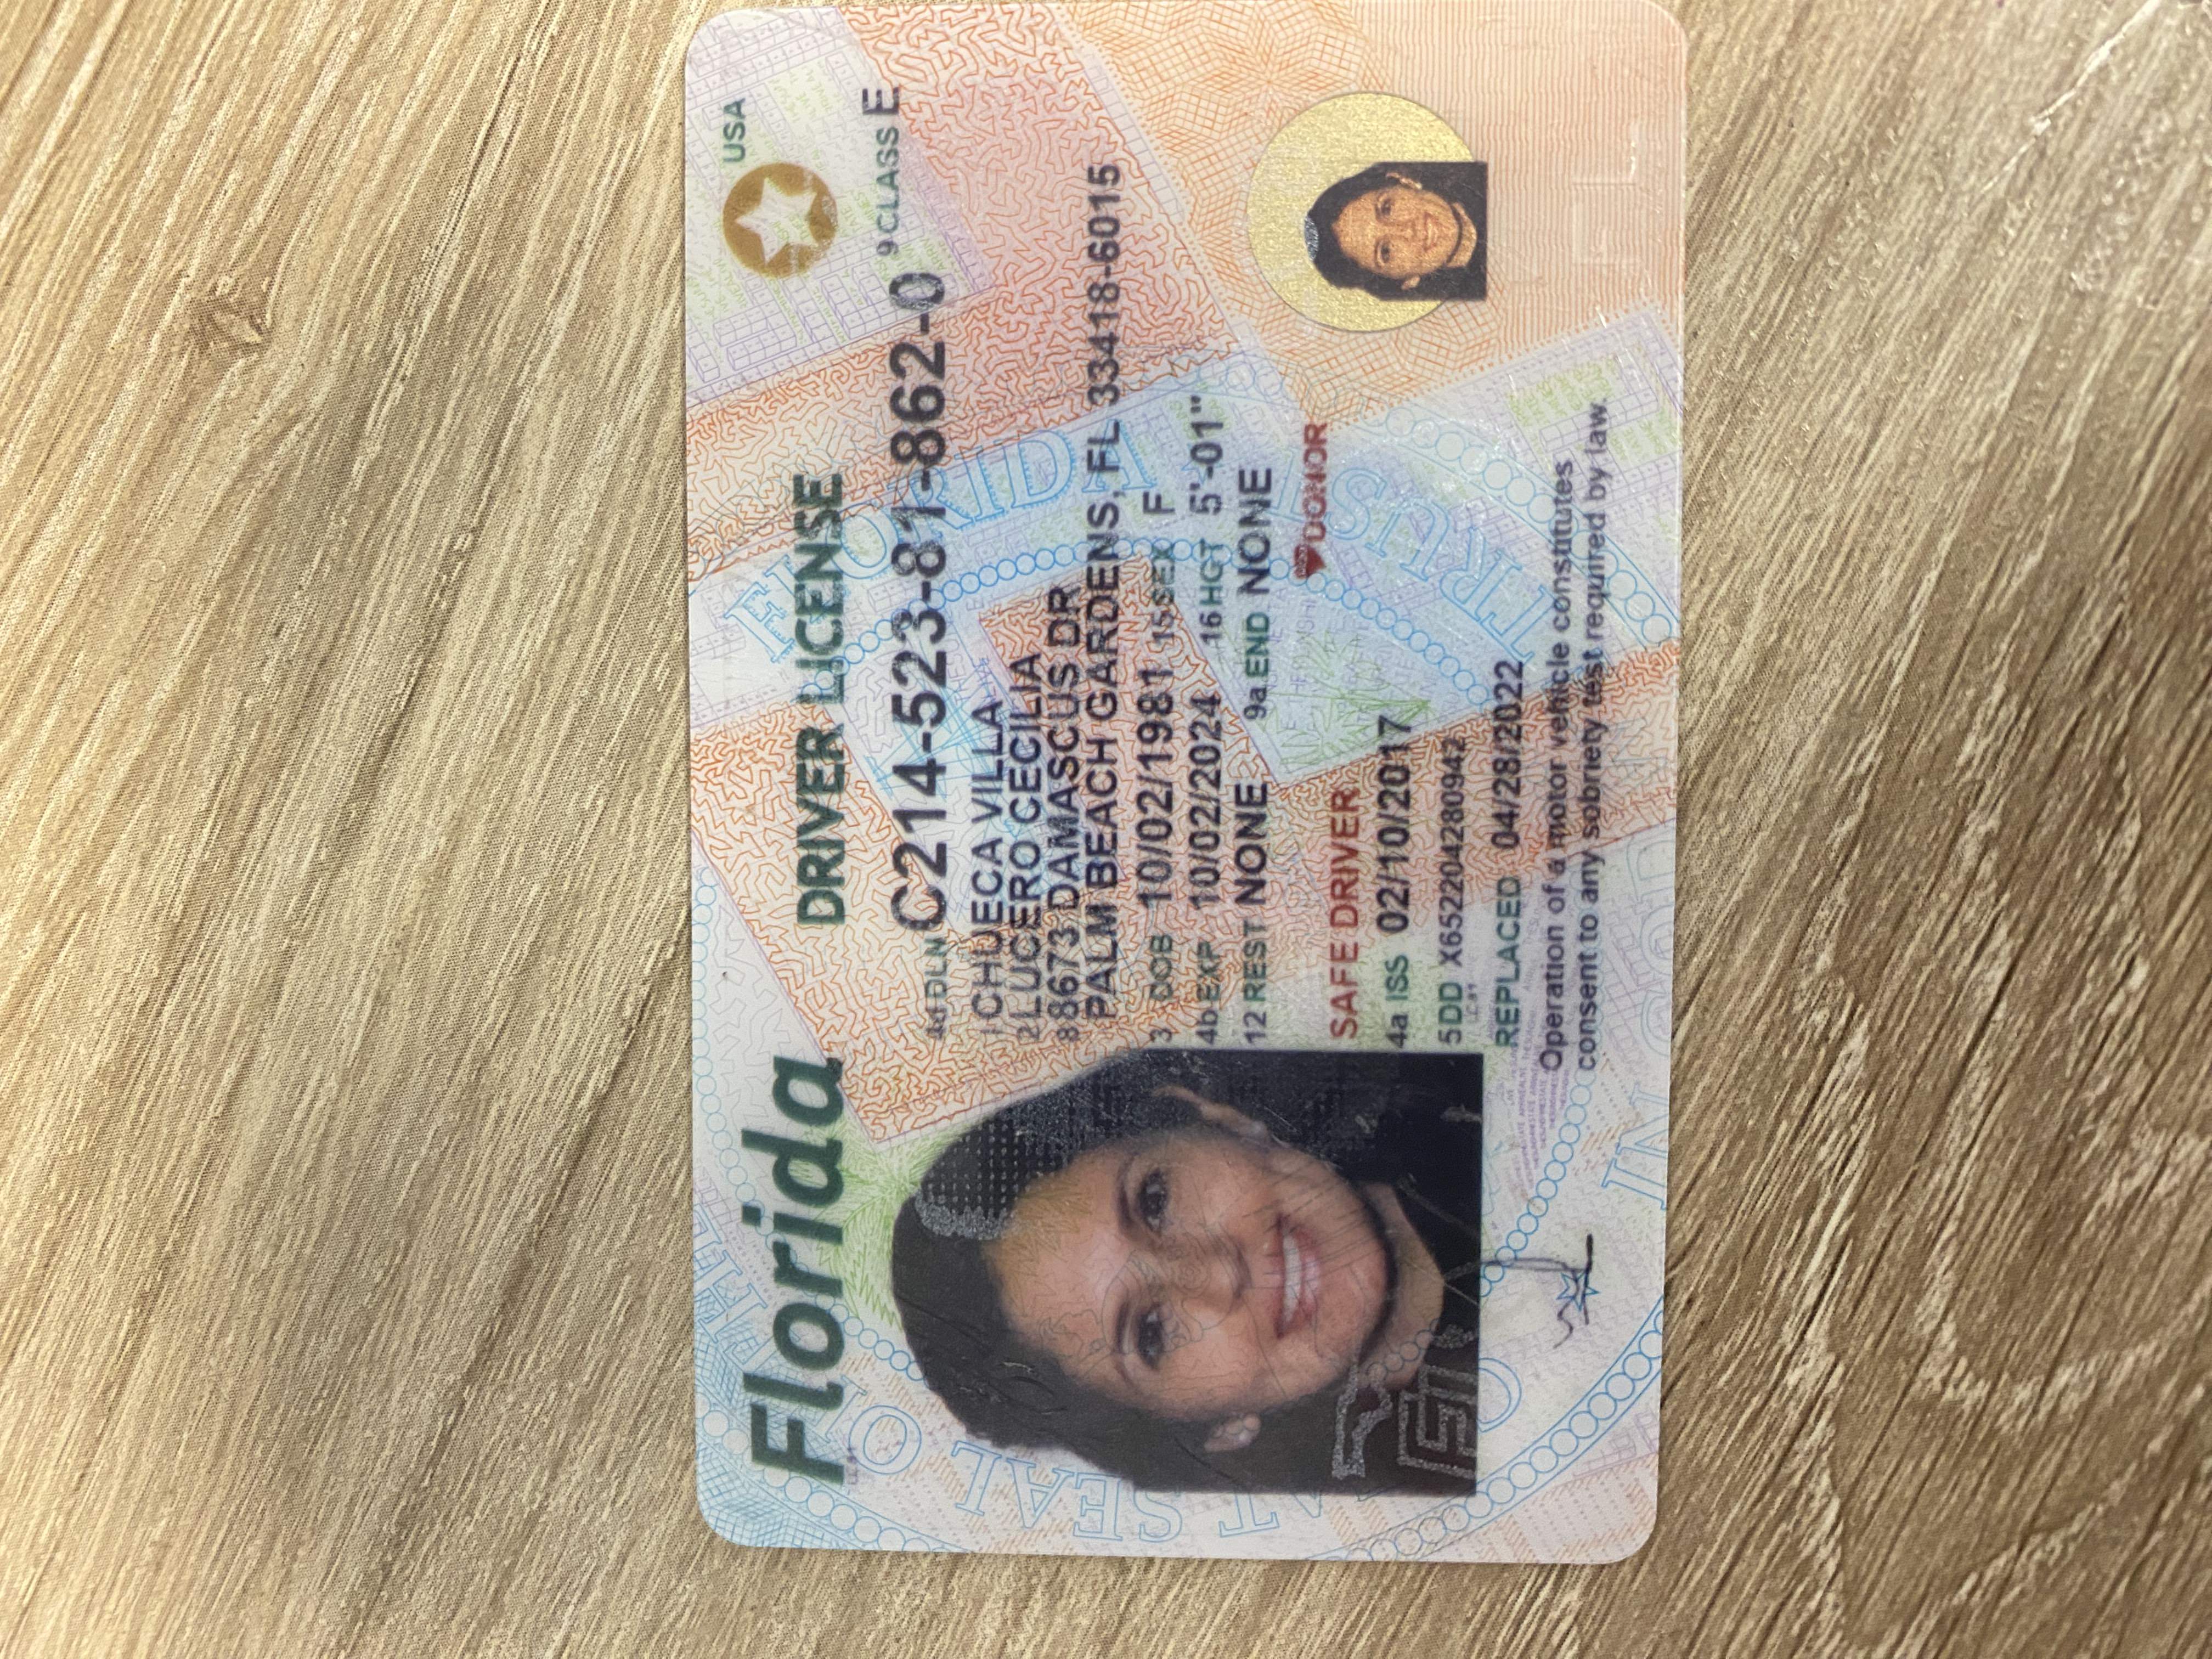 Florida
DRIVER LICENSE
USA
9 CLASS E
4d DLN C214-523-81-862-0
1 CHUECA VILLA
2 LUCERO CECILIA
8 8673 DAMASCUS DR
PALM BEACH GARDENS, FL 33418-6015
3 DOB 10/02/1981 15 SEX F
4b EXP 10/02/2024 16 HGT 5'-01"
12 REST NONE 9a END NONE
DONOR
SAFE DRIVER
4a ISS 02/10/2017
5 DD X652204280942
REPLACED 04/28/2022
Operation of a motor vehicle constitutes
consent to any sobriety test required by law.